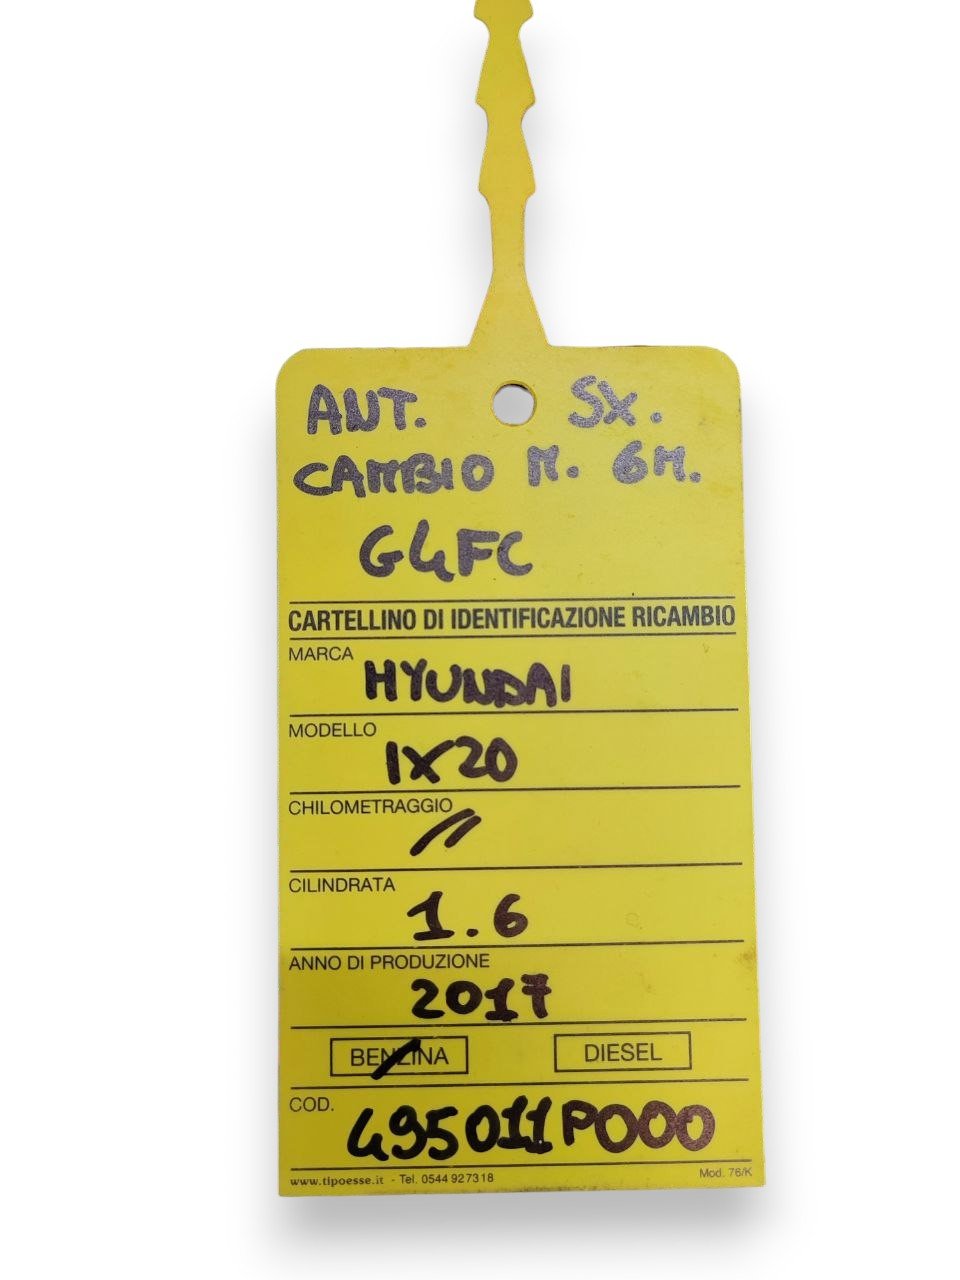 ANT. SX.
CAMBIO M. 6M.
G4FC
CARTELLINO DI IDENTIFICAZIONE RICAMBIO
MARCA HYUNDAI
MODELLO IX20
CHILOMETRAGGIO //
CILINDRATA 1.6
ANNO DI PRODUZIONE 2017
BENZINA DIESEL
COD. 495011P000
www.tipoesse.it - Tel. 0544 927318 Mod. 76/K